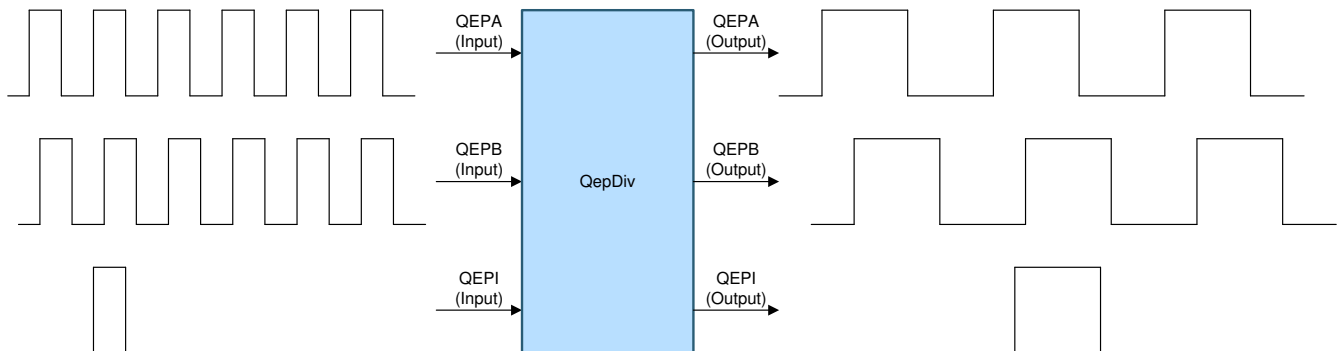 QEPA
(Input)
QEPA
(Output)
QEPB
(Input)
QepDiv
QEPB
(Output)
QEPI
(Input)
QEPI
(Output)